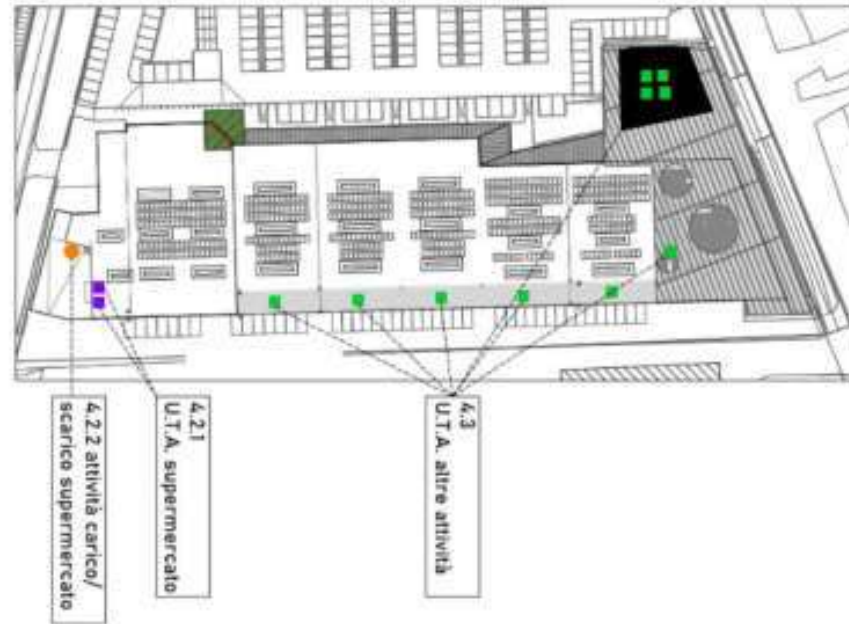 4.2.2 attività carico/
scarico supermercato
4.2.1
U.T.A. supermercato
4.3
U.T.A. altre attività